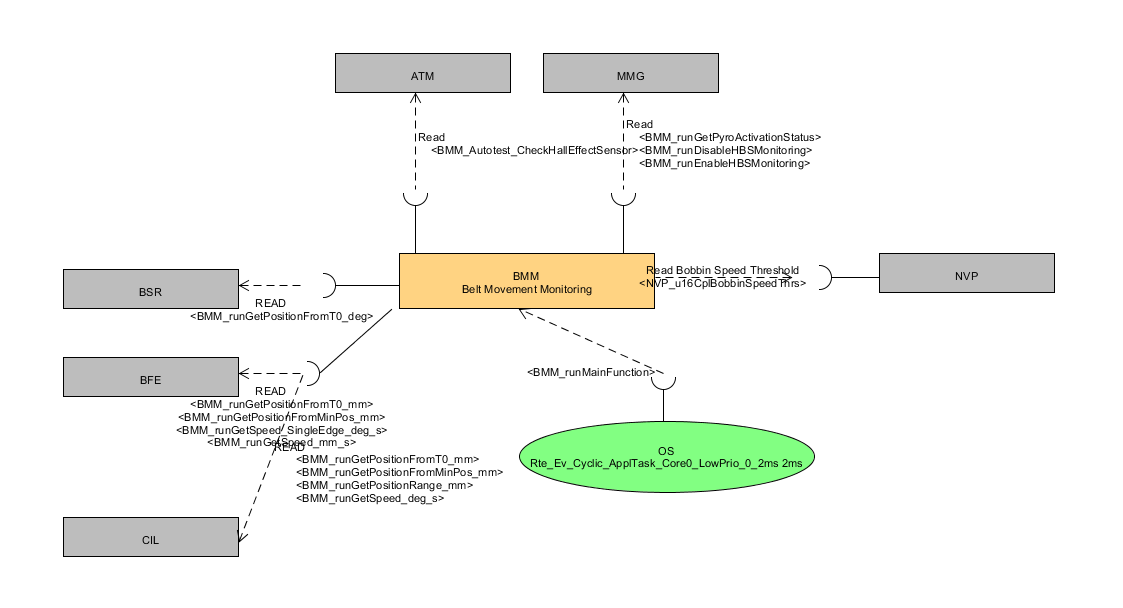 ATM
MMG
Read
<BMM_Autotest_CheckHallEffectSensor>
Read
<BMM_runGetPyroActivationStatus>
<BMM_runDisableHBSMonitoring>
<BMM_runEnableHBSMonitoring>
BMM
Belt Movement Monitoring
Read Bobbin Speed Threshold
<NVP_u16CplBobbinSpeedThrs>
NVP
BSR
READ
<BMM_runGetPositionFromT0_deg>
BFE
READ
<BMM_runGetPositionFromT0_mm>
<BMM_runGetPositionFromMinPos_mm>
<BMM_runGetSpeed_SingleEdge_deg_s>
<BMM_runGetSpeed_mm_s>
READ
<BMM_runGetPositionFromT0_mm>
<BMM_runGetPositionFromMinPos_mm>
<BMM_runGetPositionRange_mm>
<BMM_runGetSpeed_deg_s>
<BMM_runMainFunction>
OS
Rte_Ev_Cyclic_ApplTask_Core0_LowPrio_0_2ms 2ms
CIL